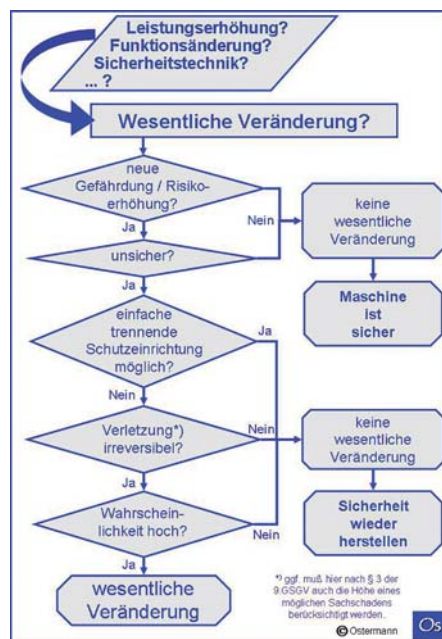 Leistungserhöhung?
Funktionsänderung?
Sicherheitstechnik?
... ?
Wesentliche Veränderung?
neue
Gefährdung / Risiko-
erhöhung?
Nein
Ja
unsicher?
Ja
keine
wesentliche
Veränderung
Maschine
ist
sicher
einfache
trennende
Schutzeinrichtung
möglich?
Ja
Nein
Verletzung*)
irreversibel?
Nein
Ja
Wahrschein-
lichkeit hoch?
Nein
Ja
keine
wesentliche
Veränderung
Sicherheit
wieder
herstellen
wesentliche
Veränderung
*) ggf. muß hier nach § 3 der
9.GSGV auch die Höhe eines
möglichen Sachschadens
berücksichtigt werden.
© Ostermann
Os